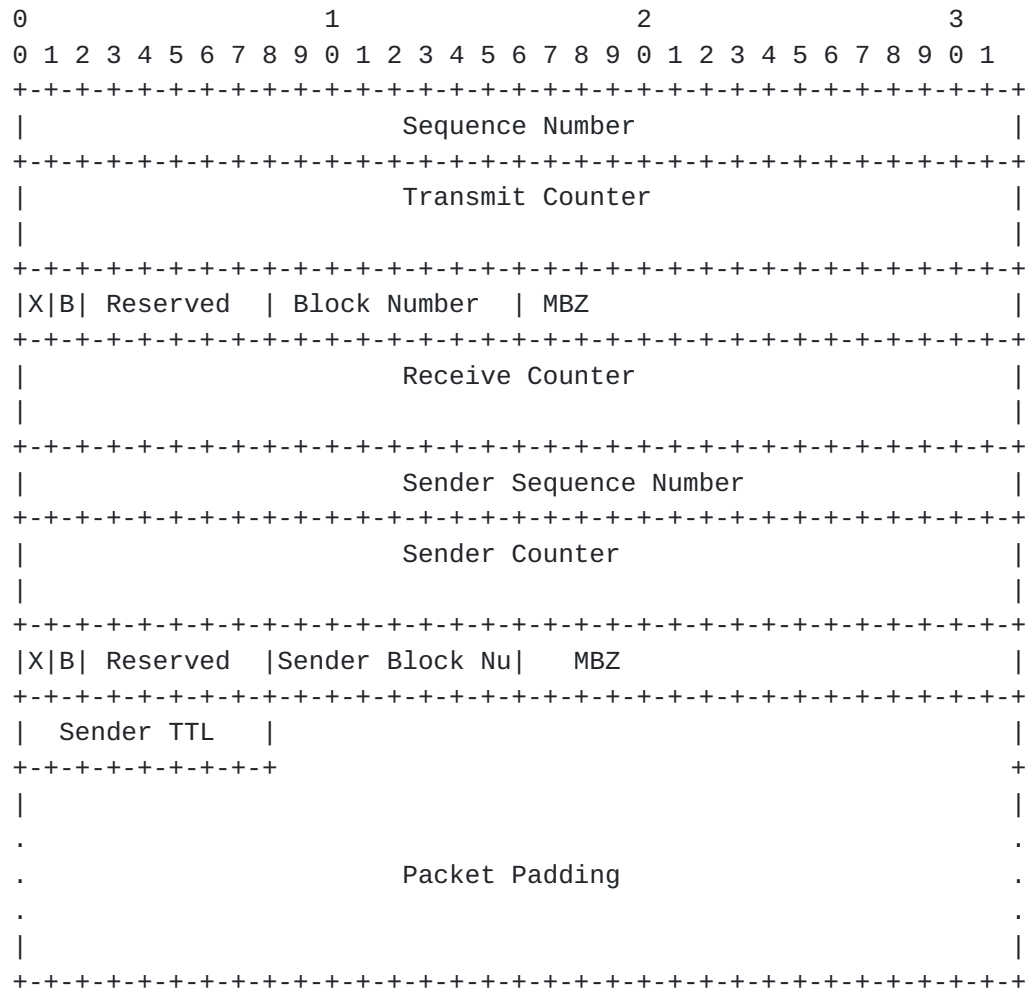 0                   1                   2                   3
0 1 2 3 4 5 6 7 8 9 0 1 2 3 4 5 6 7 8 9 0 1 2 3 4 5 6 7 8 9 0 1
+-+-+-+-+-+-+-+-+-+-+-+-+-+-+-+-+-+-+-+-+-+-+-+-+-+-+-+-+-+-+-+-+
|                        Sequence Number                        |
+-+-+-+-+-+-+-+-+-+-+-+-+-+-+-+-+-+-+-+-+-+-+-+-+-+-+-+-+-+-+-+-+
|                        Transmit Counter                       |
|                                                               |
+-+-+-+-+-+-+-+-+-+-+-+-+-+-+-+-+-+-+-+-+-+-+-+-+-+-+-+-+-+-+-+-+
|X|B| Reserved  | Block Number  | MBZ                           |
+-+-+-+-+-+-+-+-+-+-+-+-+-+-+-+-+-+-+-+-+-+-+-+-+-+-+-+-+-+-+-+-+
|                        Receive Counter                        |
|                                                               |
+-+-+-+-+-+-+-+-+-+-+-+-+-+-+-+-+-+-+-+-+-+-+-+-+-+-+-+-+-+-+-+-+
|                        Sender Sequence Number                 |
+-+-+-+-+-+-+-+-+-+-+-+-+-+-+-+-+-+-+-+-+-+-+-+-+-+-+-+-+-+-+-+-+
|                        Sender Counter                         |
|                                                               |
+-+-+-+-+-+-+-+-+-+-+-+-+-+-+-+-+-+-+-+-+-+-+-+-+-+-+-+-+-+-+-+-+
|X|B| Reserved  |Sender Block Nu|   MBZ                         |
+-+-+-+-+-+-+-+-+-+-+-+-+-+-+-+-+-+-+-+-+-+-+-+-+-+-+-+-+-+-+-+-+
|  Sender TTL   |                                               |
+-+-+-+-+-+-+-+-+                                               +
|                                                               |
.                                                               .
.                        Packet Padding                         .
.                                                               .
|                                                               |
+-+-+-+-+-+-+-+-+-+-+-+-+-+-+-+-+-+-+-+-+-+-+-+-+-+-+-+-+-+-+-+-+